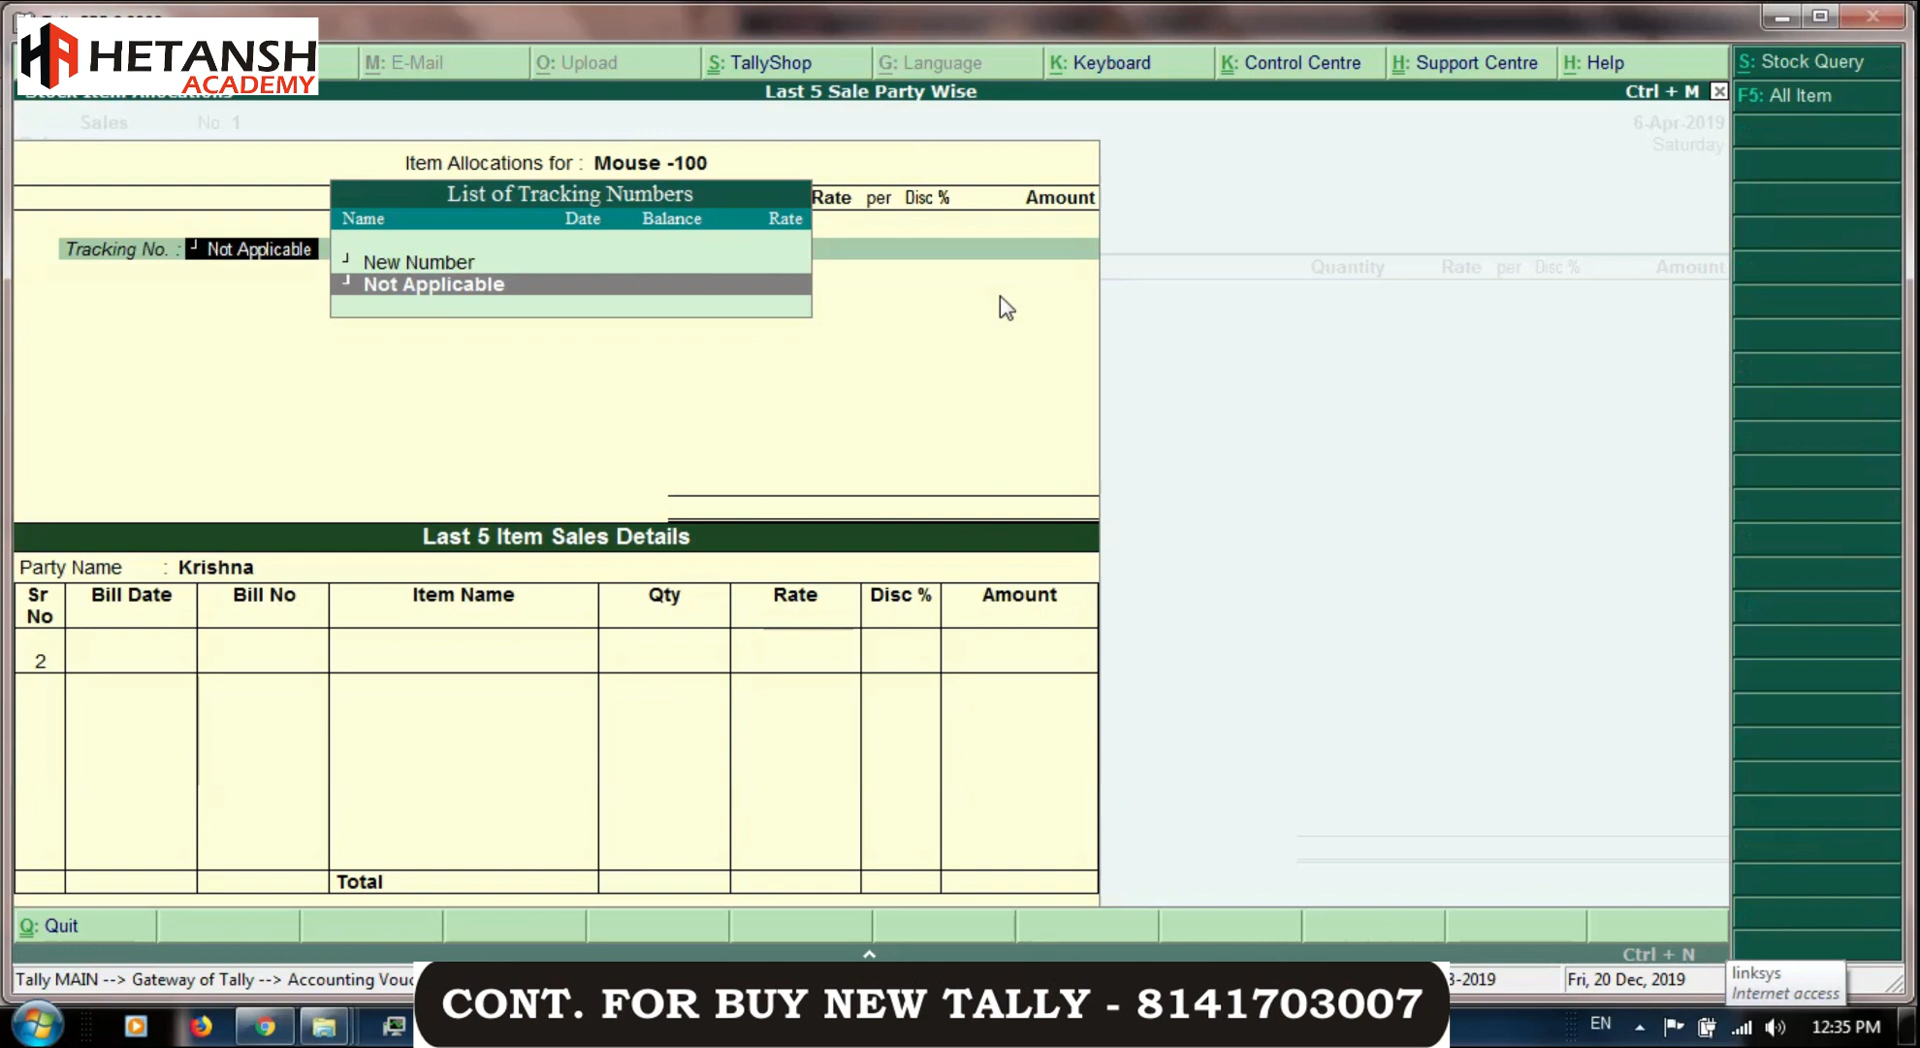 HETANSH
ACADEMY
M: E-Mail
O: Upload
S: TallyShop
G: Language
K: Keyboard
K: Control Centre
H: Support Centre
H: Help
S: Stock Query
Last 5 Sale Party Wise
Ctrl + M
F5: All Item
Sales No. 1
6-Apr-2019
Saturday
Item Allocations for : Mouse -100
List of Tracking Numbers
Rate per Disc % Amount
Name Date Balance Rate
Tracking No. : ┘ Not Applicable
┘ New Number
┘ Not Applicable
Quantity Rate per Disc % Amount
Last 5 Item Sales Details
Party Name : Krishna
Sr No
Bill Date
Bill No
Item Name
Qty
Rate
Disc %
Amount
2
Total
Q: Quit
Ctrl + N
Tally MAIN --> Gateway of Tally --> Accounting Vouc
-2019
Fri, 20 Dec, 2019
linksys
Internet access
CONT. FOR BUY NEW TALLY - 8141703007
EN
12:35 PM